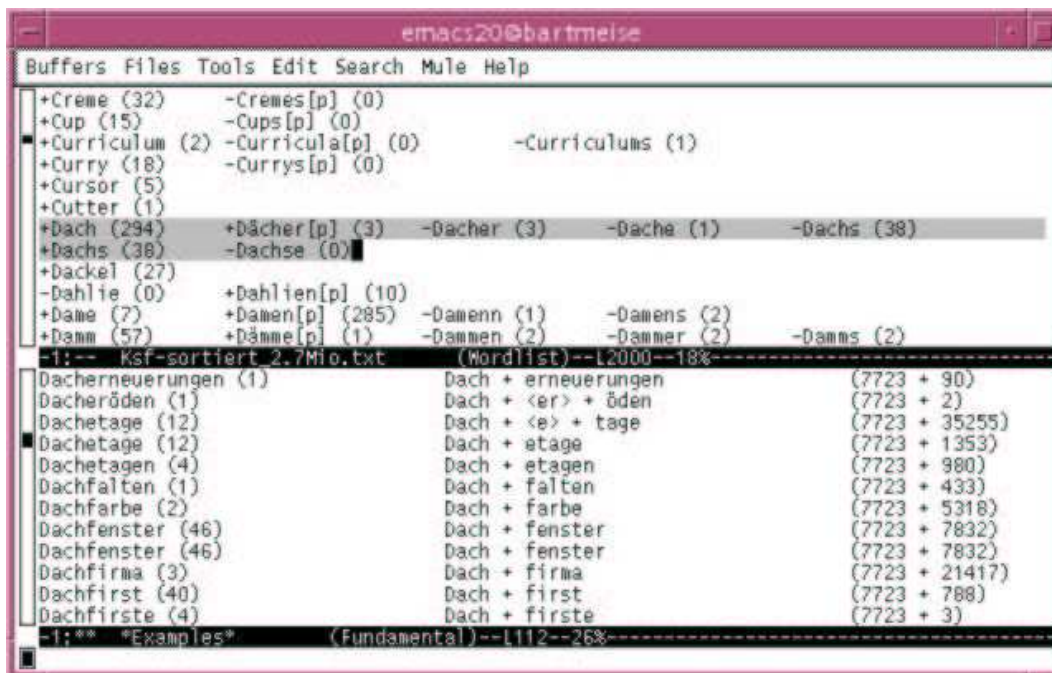 emacs20@bartmeise
Buffers Files Tools Edit Search Mule Help
+Creme (32) -Cremes[p] (0)
+Cup (15) -Cups[p] (0)
+Curriculum (2) -Curricula[p] (0) -Curriculums (1)
+Curry (18) -Currys[p] (0)
+Cursor (5)
+Cutter (1)
+Dach (294) +Dächer[p] (3) -Dacher (3) -Dache (1) -Dachs (38)
+Dachs (38) -Dachse (0)
+Dackel (27)
-Dahlie (0) +Dahlien[p] (10)
+Dame (7) +Damen[p] (285) -Damenn (1) -Damens (2)
+Damm (57) +Dämme[p] (1) -Dammen (2) -Dammer (2) -Damms (2)
-1:-- Ksf-sortiert_2.7Mio.txt (Wordlist)--L2000--18%--------------------------------
Dacherneuerungen (1) Dach + erneuerungen (7723 + 90)
Dacheröden (1) Dach + <er> + öden (7723 + 2)
Dachetage (12) Dach + <e> + tage (7723 + 35255)
Dachetage (12) Dach + etage (7723 + 1353)
Dachetagen (4) Dach + etagen (7723 + 980)
Dachfalten (1) Dach + falten (7723 + 433)
Dachfarbe (2) Dach + farbe (7723 + 5318)
Dachfenster (46) Dach + fenster (7723 + 7832)
Dachfenster (46) Dach + fenster (7723 + 7832)
Dachfirma (3) Dach + firma (7723 + 21417)
Dachfirst (40) Dach + first (7723 + 788)
Dachfirste (4) Dach + firste (7723 + 3)
-1:** *Examples* (Fundamental)--L112--26%----------------------------------------